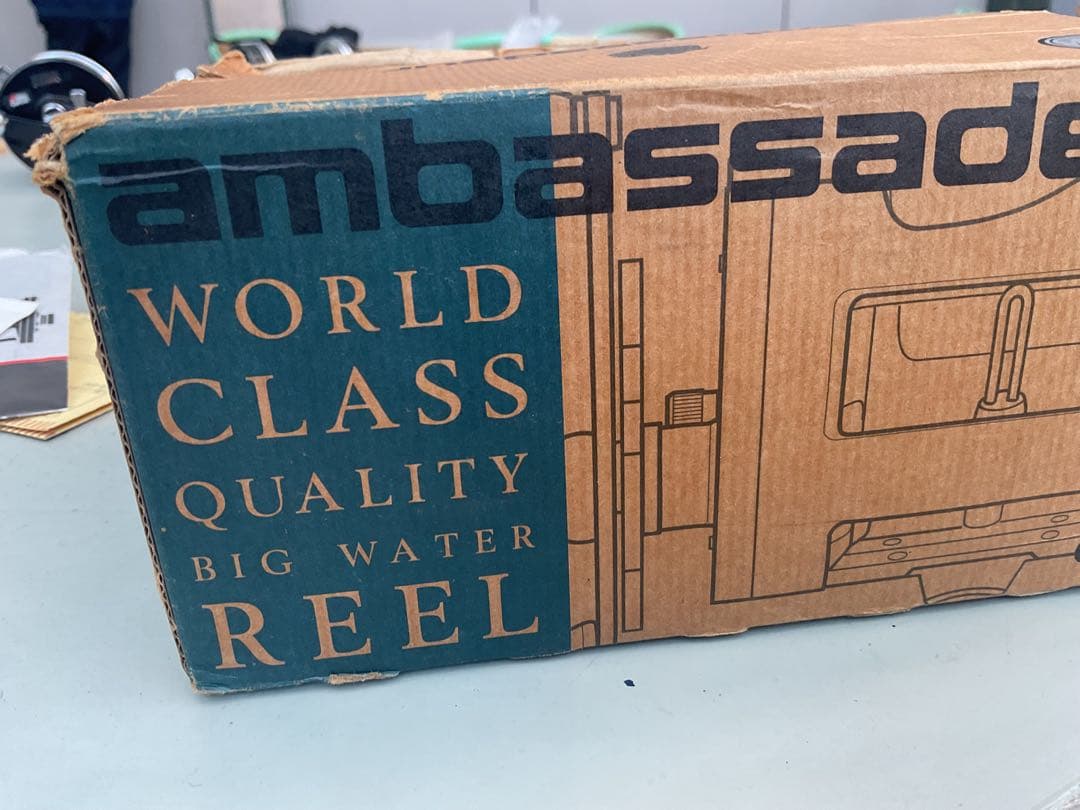 ambassade
WORLD
CLASS
QUALITY
BIG WATER
REEL